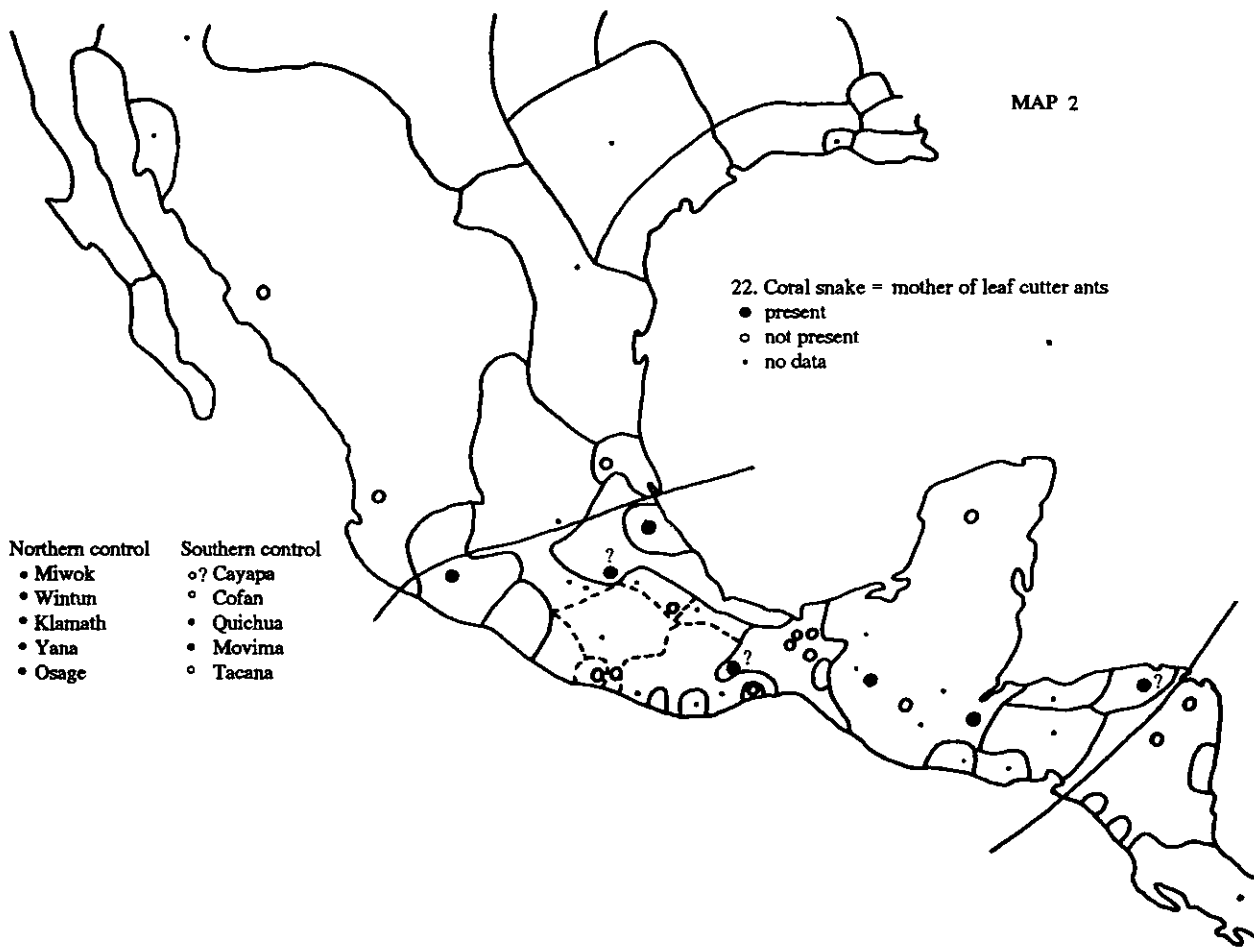 MAP 2
22. Coral snake = mother of leaf cutter ants
present
not present
no data
?
?
?
Northern control
Miwok
Wintun
Klamath
Yana
Osage
Southern control
? Cayapa
Cofan
Quichua
Movima
Tacana